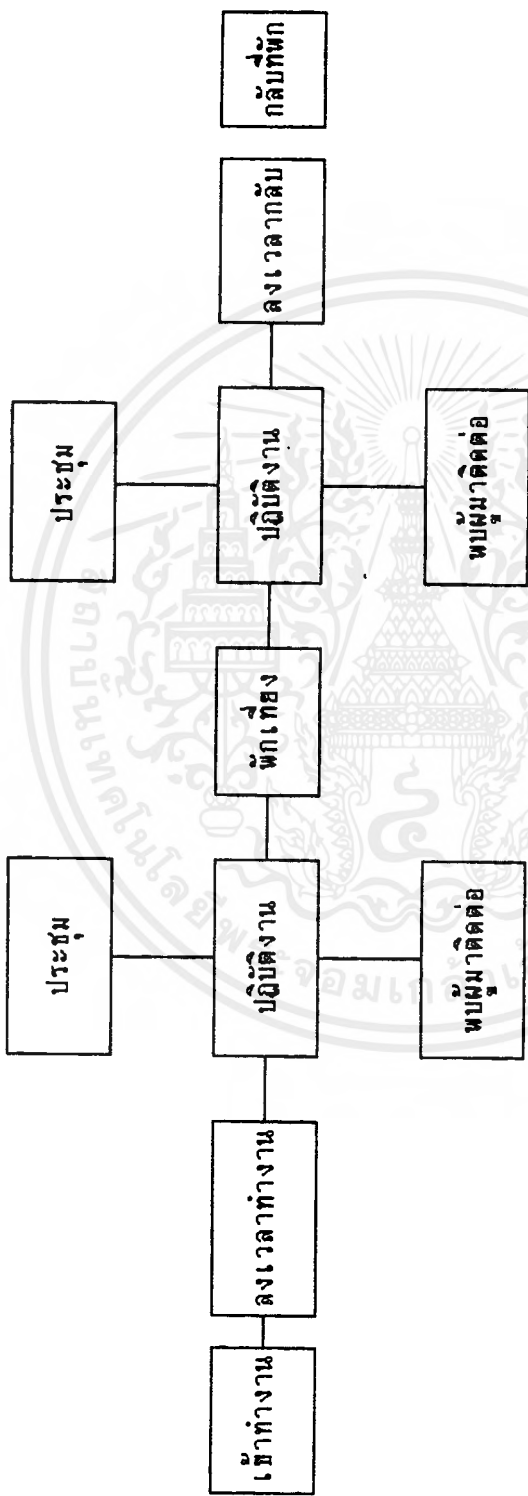 เข้าทำงาน
ลงเวลาทำงาน
ประชุม
ปฏิบัติงาน
พบผู้มาติดต่อ
พักเที่ยง
ประชุม
ปฏิบัติงาน
พบผู้มาติดต่อ
ลงเวลากลับ
กลับที่พัก